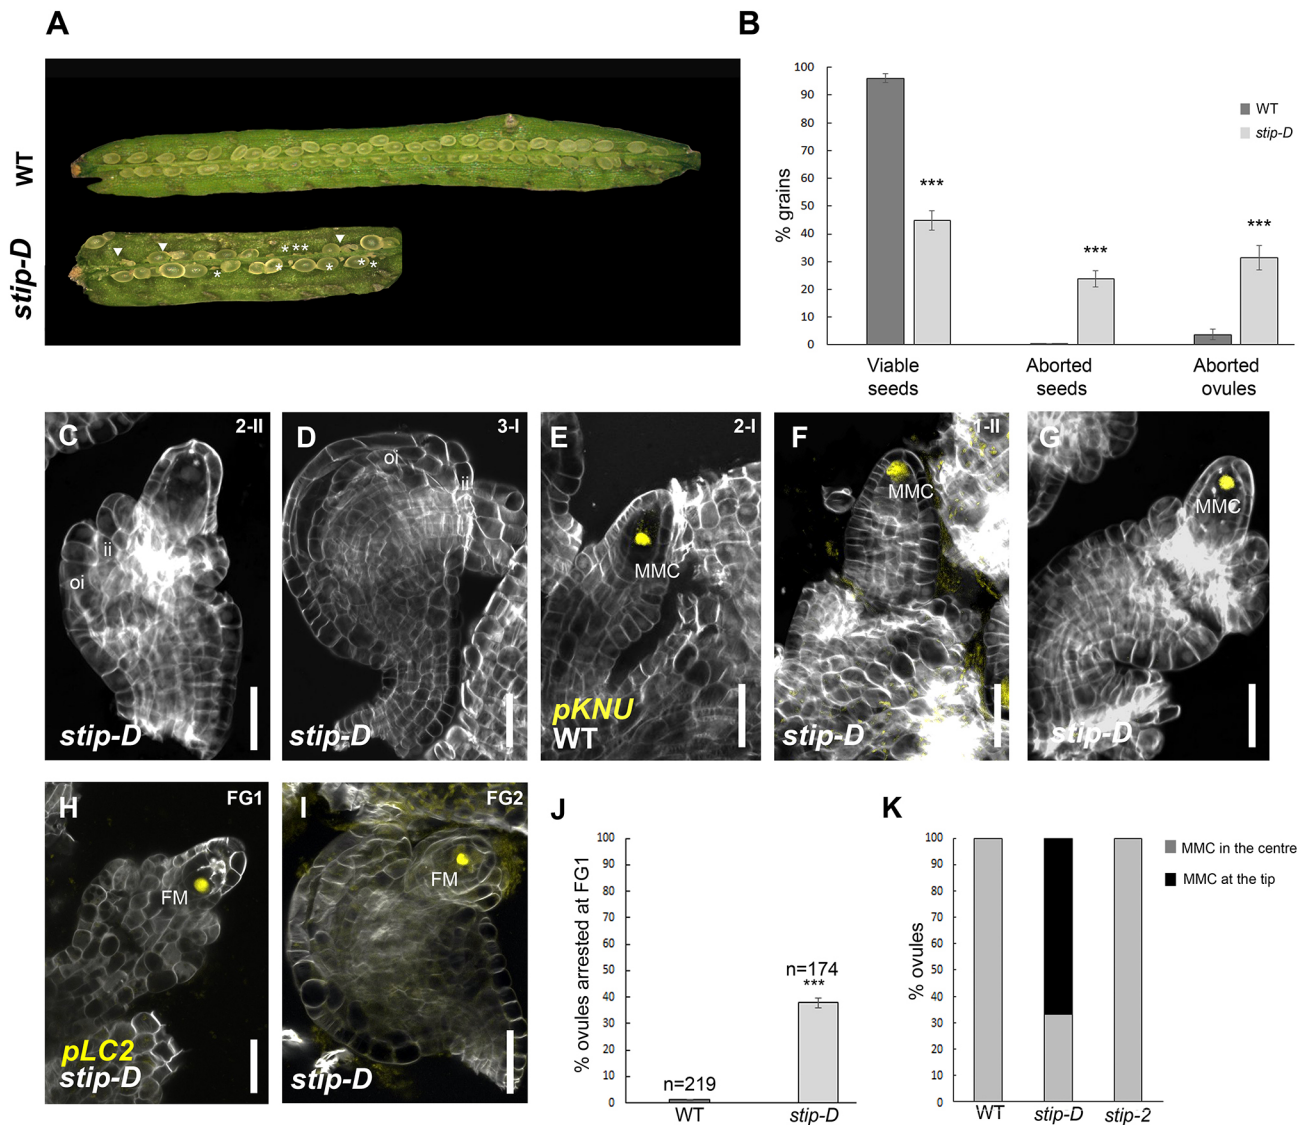 A
WT
stip-D
* **
* * * * *
B
100
90
80
70
60
50
40
30
20
10
0
% grains
WT
stip-D
***
***
***
Viable
seeds
Aborted
seeds
Aborted
ovules
C
2-II
ii
oi
stip-D
D
3-I
oi
ii
stip-D
E
2-I
MMC
pKNU
WT
F
1-II
MMC
stip-D
G
MMC
stip-D
H
FG1
FM
pLC2
stip-D
I
FG2
FM
stip-D
J
100
90
80
70
60
50
40
30
20
10
0
% ovules arrested at FG1
n=219
n=174
***
WT
stip-D
K
100
90
80
70
60
50
40
30
20
10
0
% ovules
MMC in the centre
MMC at the tip
WT
stip-D
stip-2